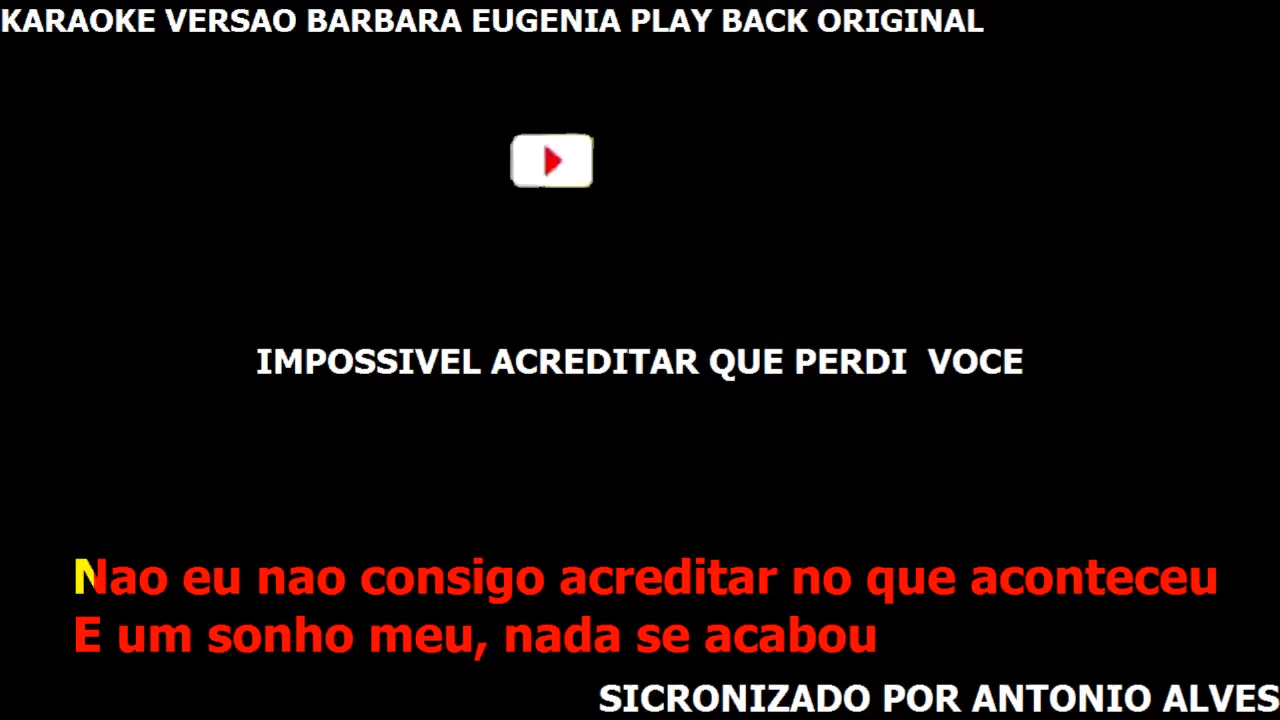 KARAOKE VERSAO BARBARA EUGENIA PLAY BACK ORIGINAL
IMPOSSIVEL ACREDITAR QUE PERDI  VOCE
Nao eu nao consigo acreditar no que aconteceu
E um sonho meu, nada se acabou
SICRONIZADO POR ANTONIO ALVES